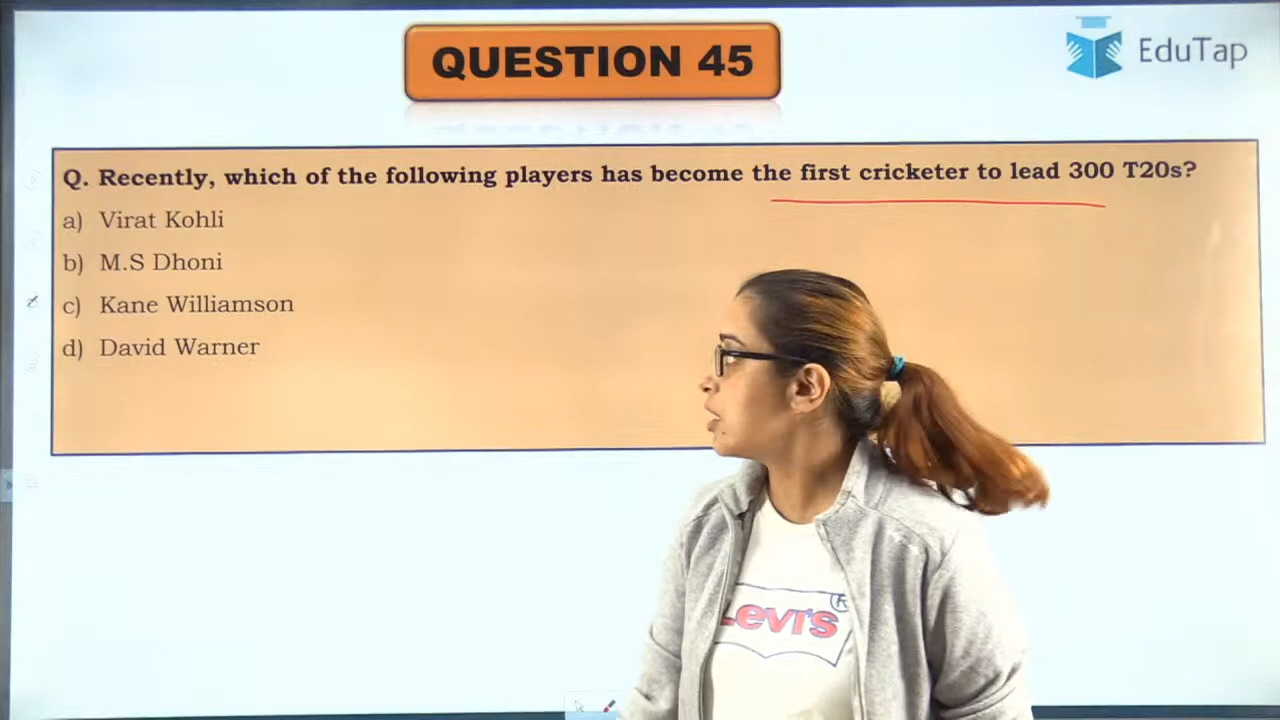 QUESTION 45
EduTap
Q. Recently, which of the following players has become the first cricketer to lead 300 T20s?
a) Virat Kohli
b) M.S Dhoni
c) Kane Williamson
d) David Warner
Levi's